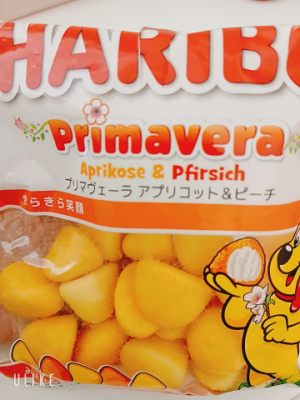 HARIBO
Primavera
Aprikose & Pfirsich
プリマヴェーラ アプリコット&ピーチ
きらきら笑顔
ULIKE